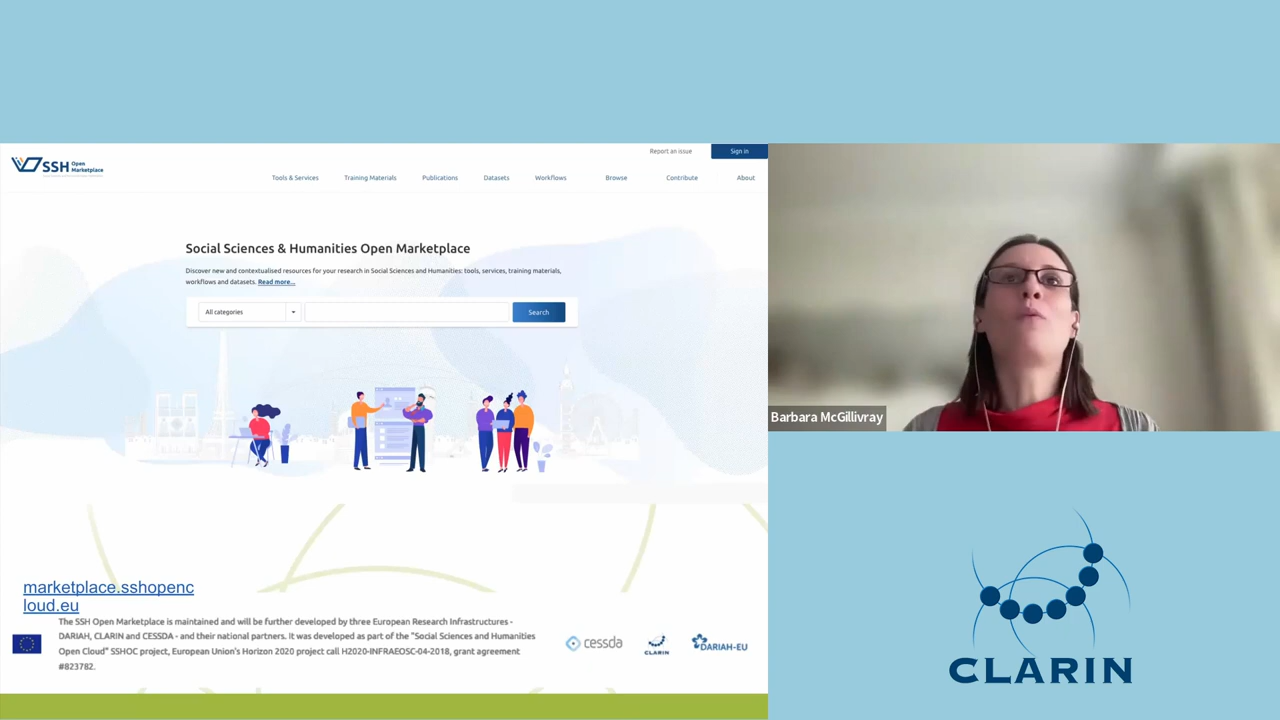 SSH Open Marketplace
Report an issue
Sign in
Tools & Services
Training Materials
Publications
Datasets
Workflows
Browse
Contribute
About
Social Sciences & Humanities Open Marketplace
Discover new and contextualised resources for your research in Social Sciences and Humanities: tools, services, training materials,
workflows and datasets. Read more...
All categories
Search
marketplace.sshopenc
loud.eu
The SSH Open Marketplace is maintained and will be further developed by three European Research Infrastructures -
DARIAH, CLARIN and CESSDA - and their national partners. It was developed as part of the "Social Sciences and Humanities
Open Cloud" SSHOC project, European Union's Horizon 2020 project call H2020-INFRAEOSC-04-2018, grant agreement
#823782.
cessda
CLARIN
DARIAH-EU
Barbara McGillivray
CLARIN